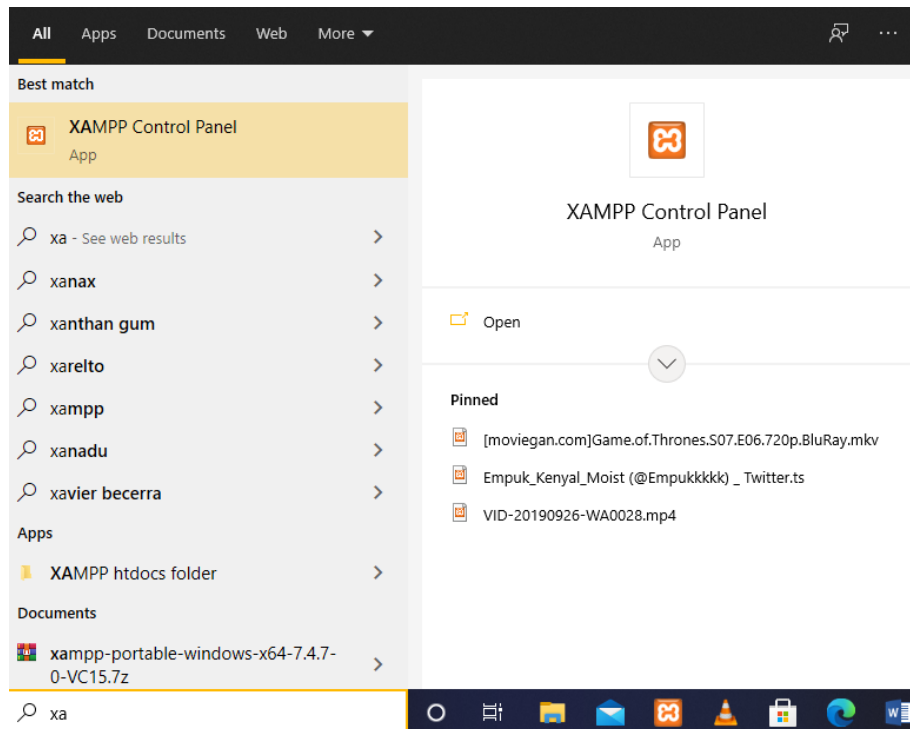 All Apps Documents Web More
Best match
XAMPP Control Panel
App
Search the web
xa - See web results
xanax
xanthan gum
xarelto
xampp
xanadu
xavier becerra
Apps
XAMPP htdocs folder
Documents
xampp-portable-windows-x64-7.4.7-
0-VC15.7z
xa
XAMPP Control Panel
App
Open
Pinned
[moviegan.com]Game.of.Thrones.S07.E06.720p.BluRay.mkv
Empuk_Kenyal_Moist (@Empukkkkk) _ Twitter.ts
VID-20190926-WA0028.mp4
W